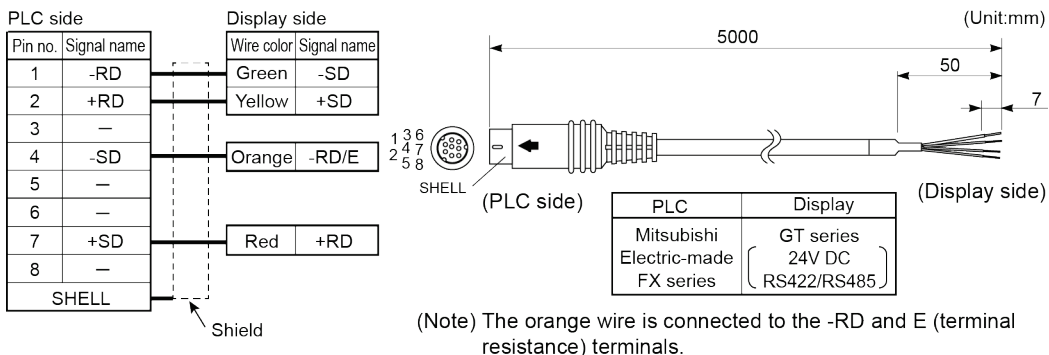 PLC side
Display side
Pin no. Signal name
Wire color Signal name
1 -RD
Green -SD
2 +RD
Yellow +SD
3 —
4 -SD
Orange -RD/E
5 —
6 —
7 +SD
Red +RD
8 —
SHELL
Shield
(Unit:mm)
5000
50
7
1 3 6
4 7
2 5 8
SHELL
(PLC side)
(Display side)
PLC Display
Mitsubishi GT series
Electric-made 24V DC
FX series RS422/RS485
(Note) The orange wire is connected to the -RD and E (terminal
resistance) terminals.